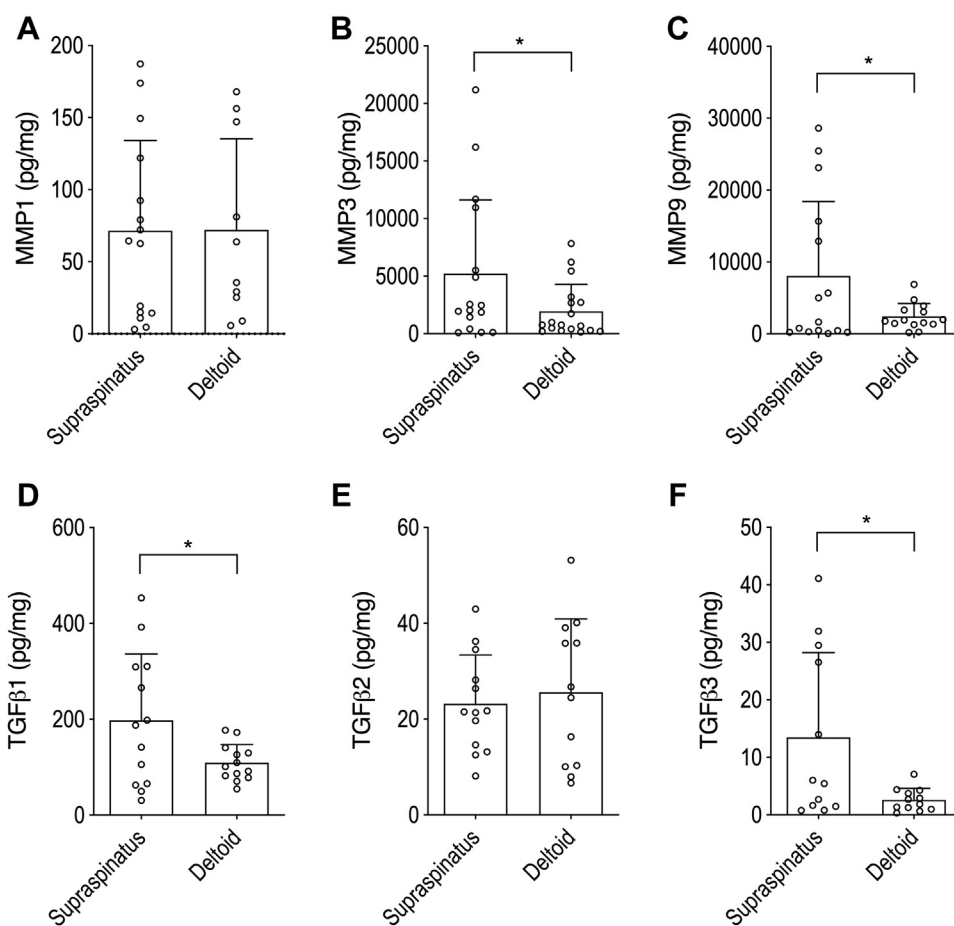 A
MMP1 (pg/mg)
200
150
100
50
0
Supraspinatus
Deltoid
B
MMP3 (pg/mg)
25000
20000
15000
10000
5000
0
*
Supraspinatus
Deltoid
C
MMP9 (pg/mg)
40000
30000
20000
10000
0
*
Supraspinatus
Deltoid
D
TGFβ1 (pg/mg)
600
400
200
0
*
Supraspinatus
Deltoid
E
TGFβ2 (pg/mg)
60
40
20
0
Supraspinatus
Deltoid
F
TGFβ3 (pg/mg)
50
40
30
20
10
0
*
Supraspinatus
Deltoid